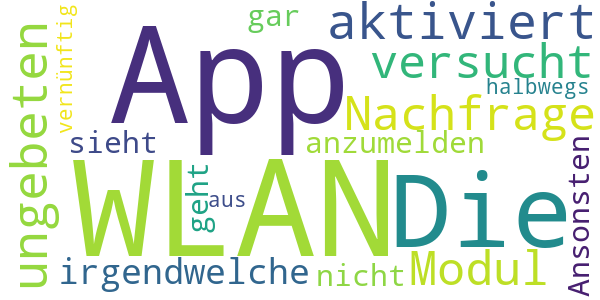 gar
aktiviert
App
versucht
vernünftig
ungebeten
halbwegs
Nachfrage
sieht
anzumelden
Ansonsten
WLAN
Die
geht
aus
irgendwelche
nicht
Modul